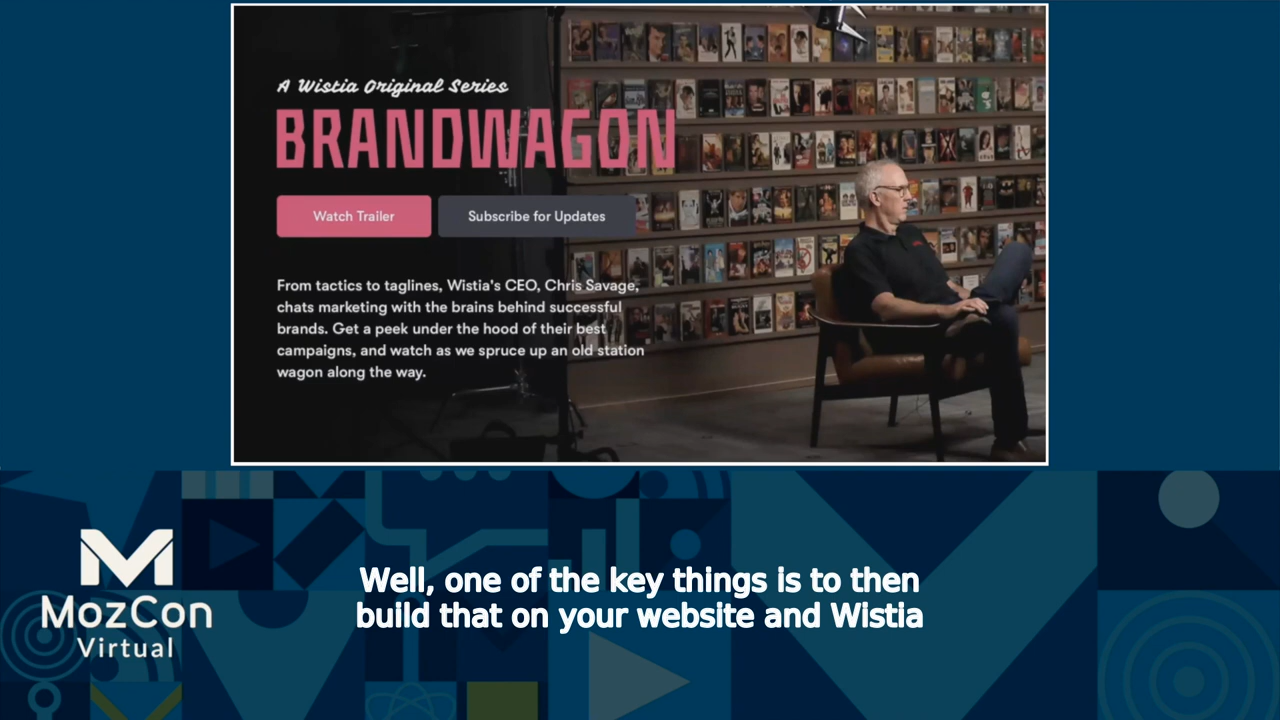 A Wistia Original Series
BRANDWAGON
Watch Trailer
Subscribe for Updates
From tactics to taglines, Wistia's CEO, Chris Savage,
chats marketing with the brains behind successful
brands. Get a peek under the hood of their best
campaigns, and watch as we spruce up an old station
wagon along the way.
MozCon
Virtual
Well, one of the key things is to then
build that on your website and Wistia